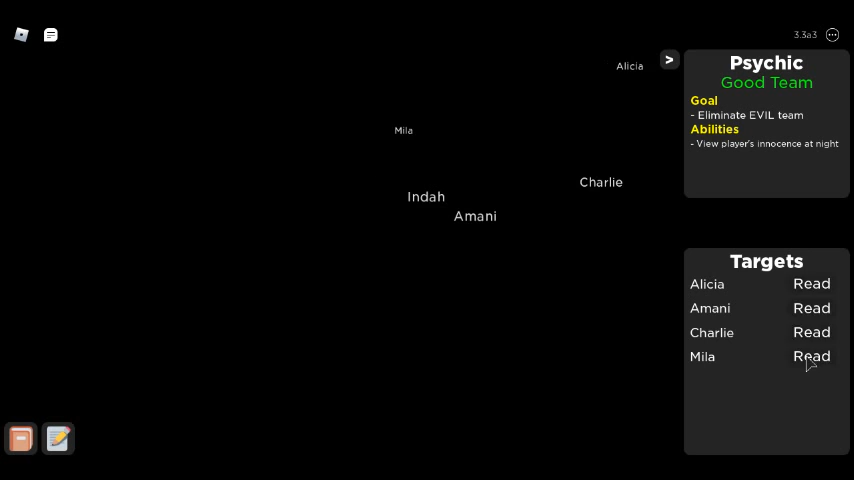 3.3a3
Alicia
Mila
Charlie
Indah
Amani
>
Psychic
Good Team
Goal
- Eliminate EVIL team
Abilities
- View player's innocence at night
Targets
Alicia Read
Amani Read
Charlie Read
Mila Read